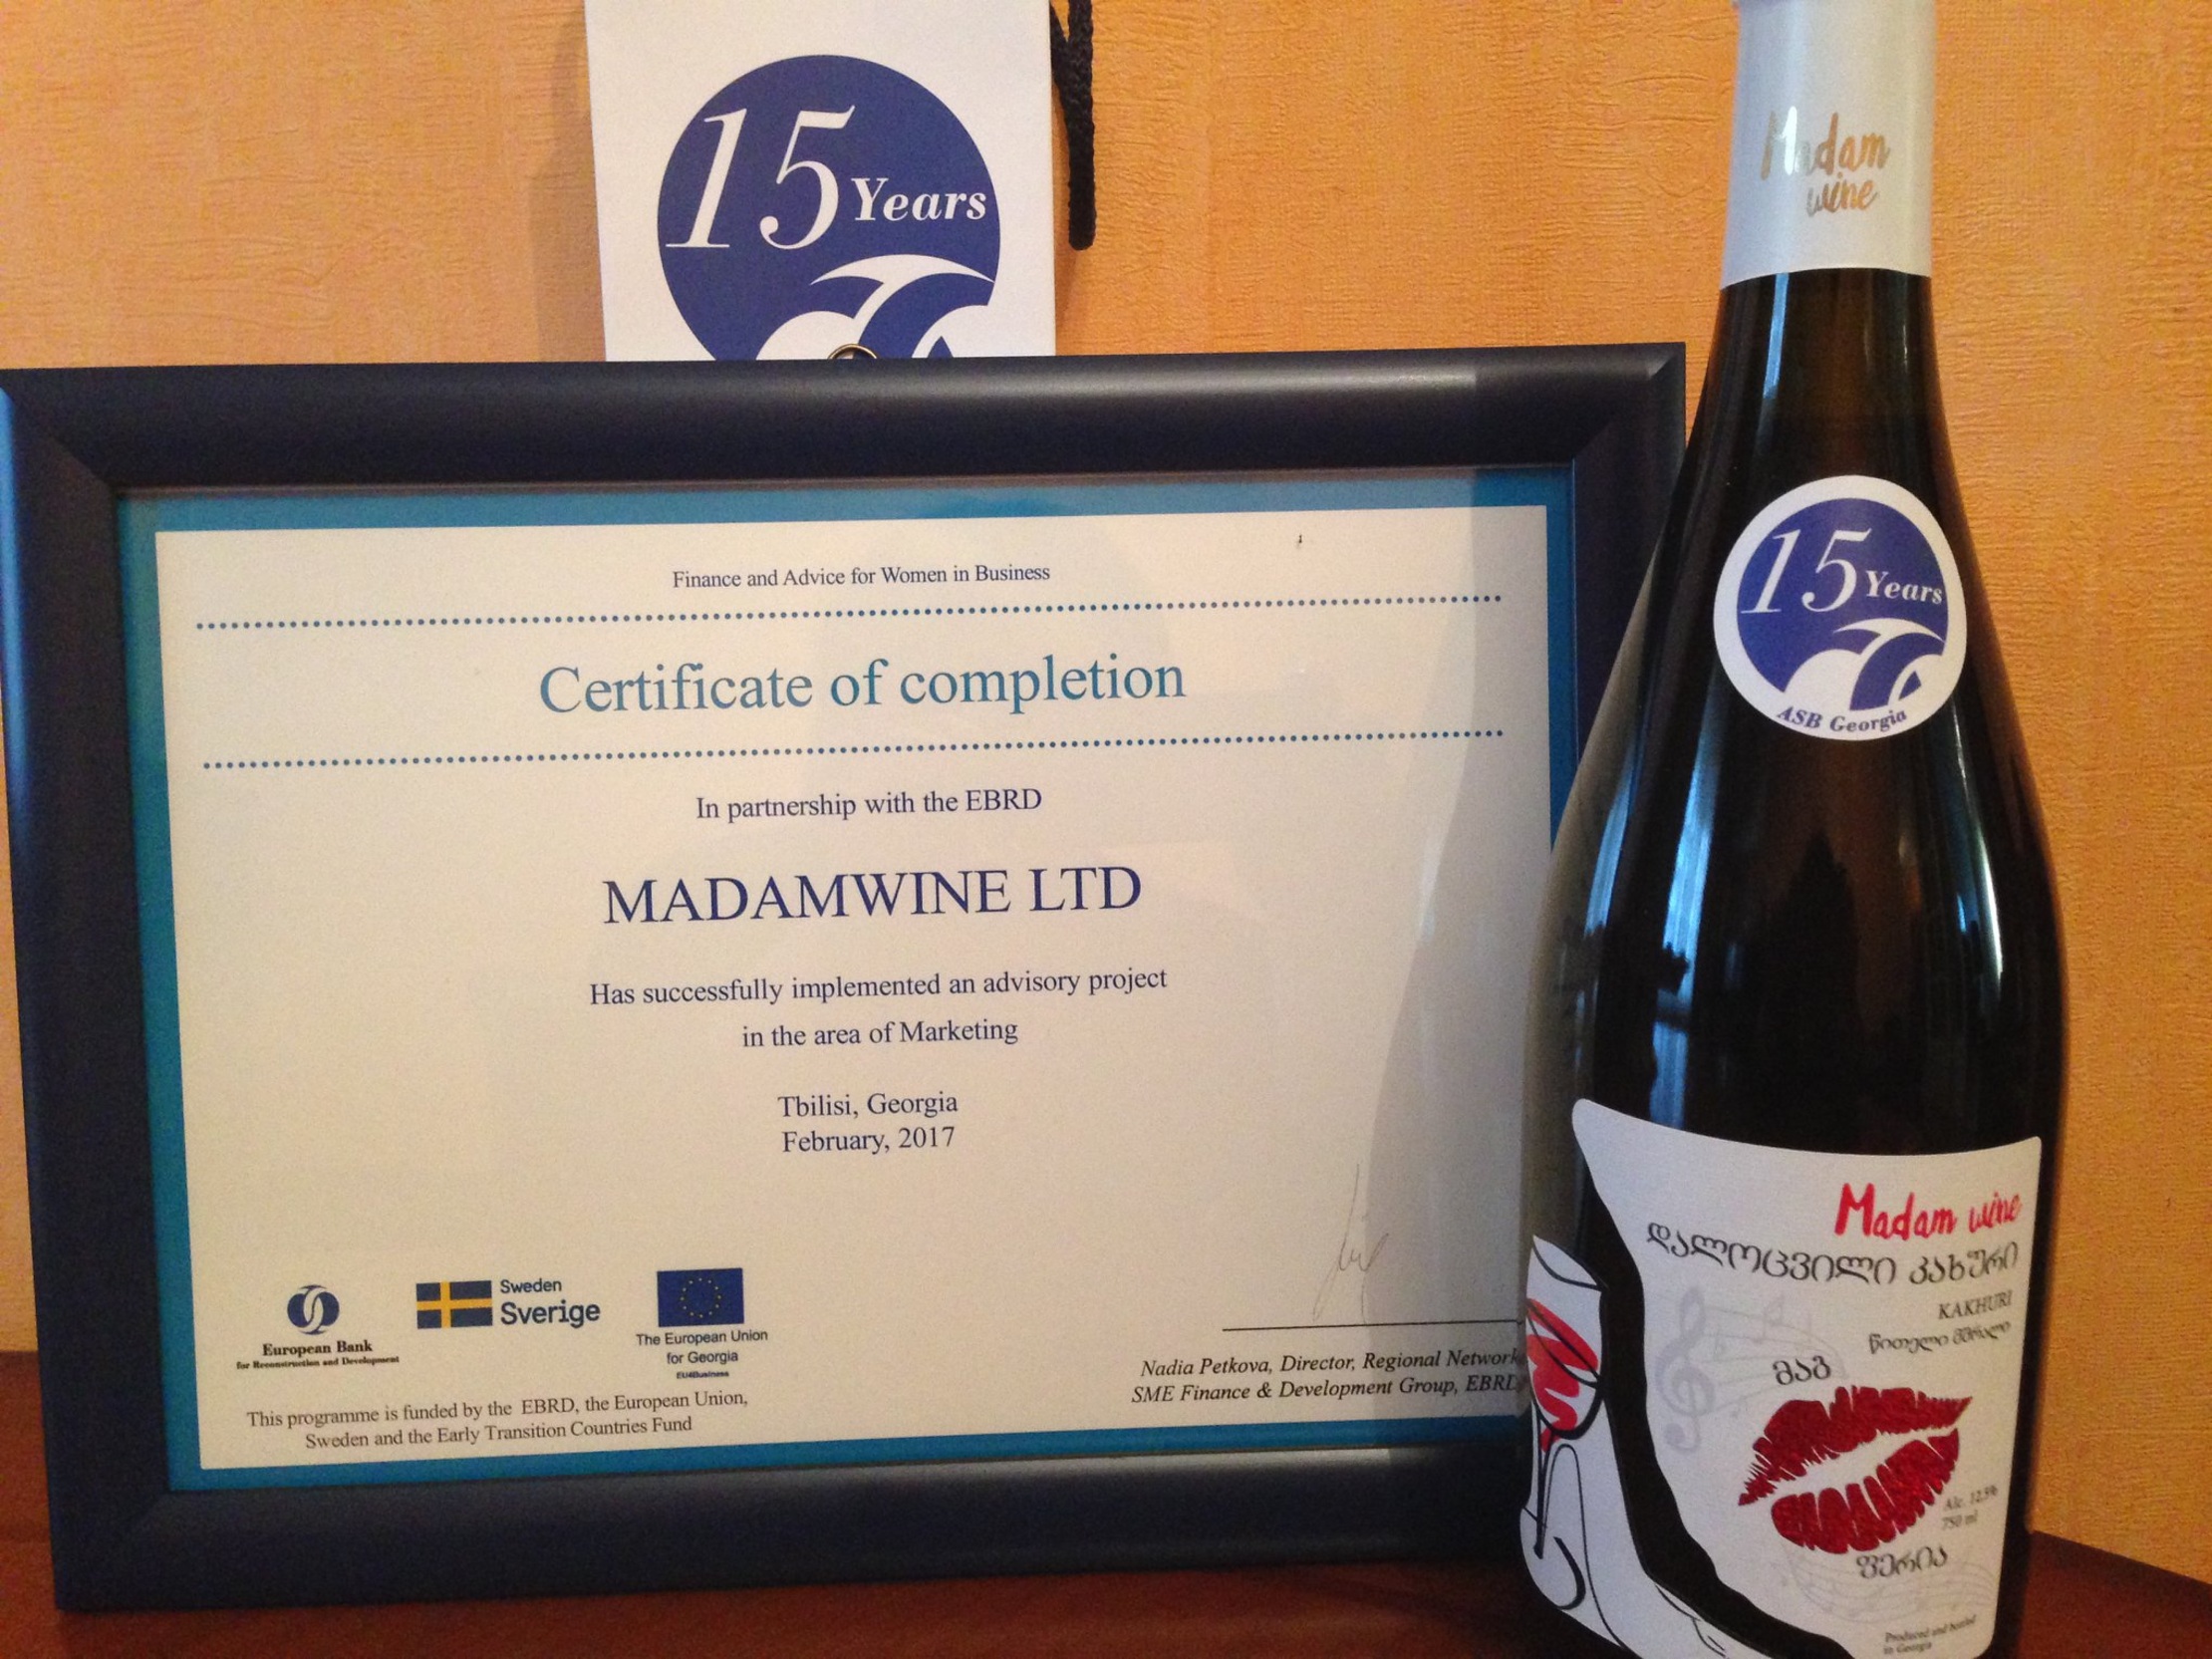 15 Years
Finance and Advice for Women in Business
Certificate of completion
In partnership with the EBRD
MADAMWINE LTD
Has successfully implemented an advisory project
in the area of Marketing
Tbilisi, Georgia
February, 2017
European Bank
for Reconstruction and Development
Sweden
Sverige
The European Union
for Georgia
EU4Business
This programme is funded by the EBRD, the European Union,
Sweden and the Early Transition Countries Fund
Nadia Petkova, Director, Regional Network
SME Finance & Development Group, EBRD
Madam
wine
15 Years
ASB Georgia
Madam wine
დალოცვილი კახური
KAKHURI
წითელი მშრალი
მაგ
Alc. 12.5%
750 ml
ფერია
Produced and bottled
in Georgia